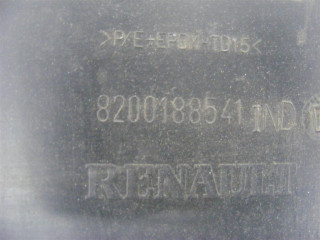 >P/E-EPDM-TD15<
8200188541 IND
RENAULT